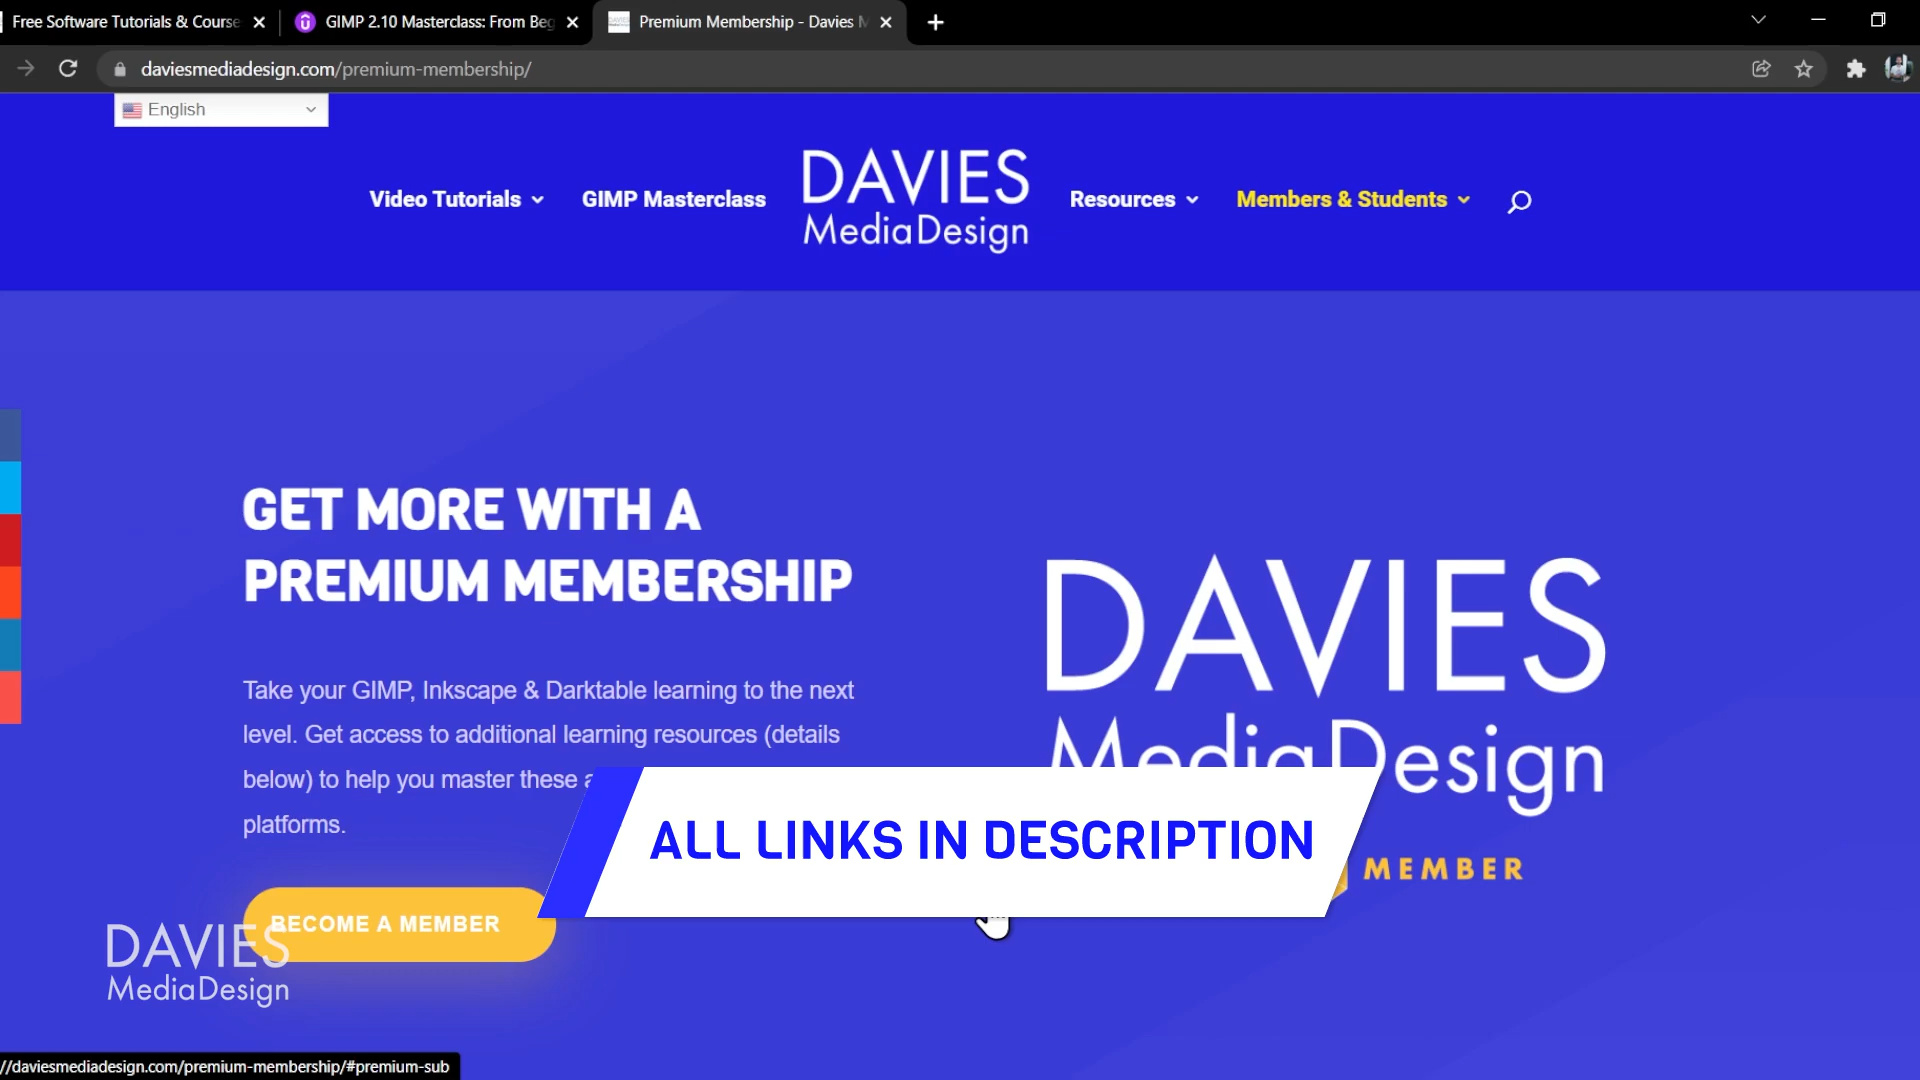 Free Software Tutorials & Course
GIMP 2.10 Masterclass: From Beg
Premium Membership - Davies M
daviesmediadesign.com/premium-membership/
English
Video Tutorials
GIMP Masterclass
DAVIES
MediaDesign
Resources
Members & Students
GET MORE WITH A
PREMIUM MEMBERSHIP
Take your GIMP, Inkscape & Darktable learning to the next
level. Get access to additional learning resources (details
below) to help you master these a
platforms.
BECOME A MEMBER
DAVIES
MediaDesign
MEMBER
ALL LINKS IN DESCRIPTION
DAVIES
MediaDesign
//daviesmediadesign.com/premium-membership/#premium-sub